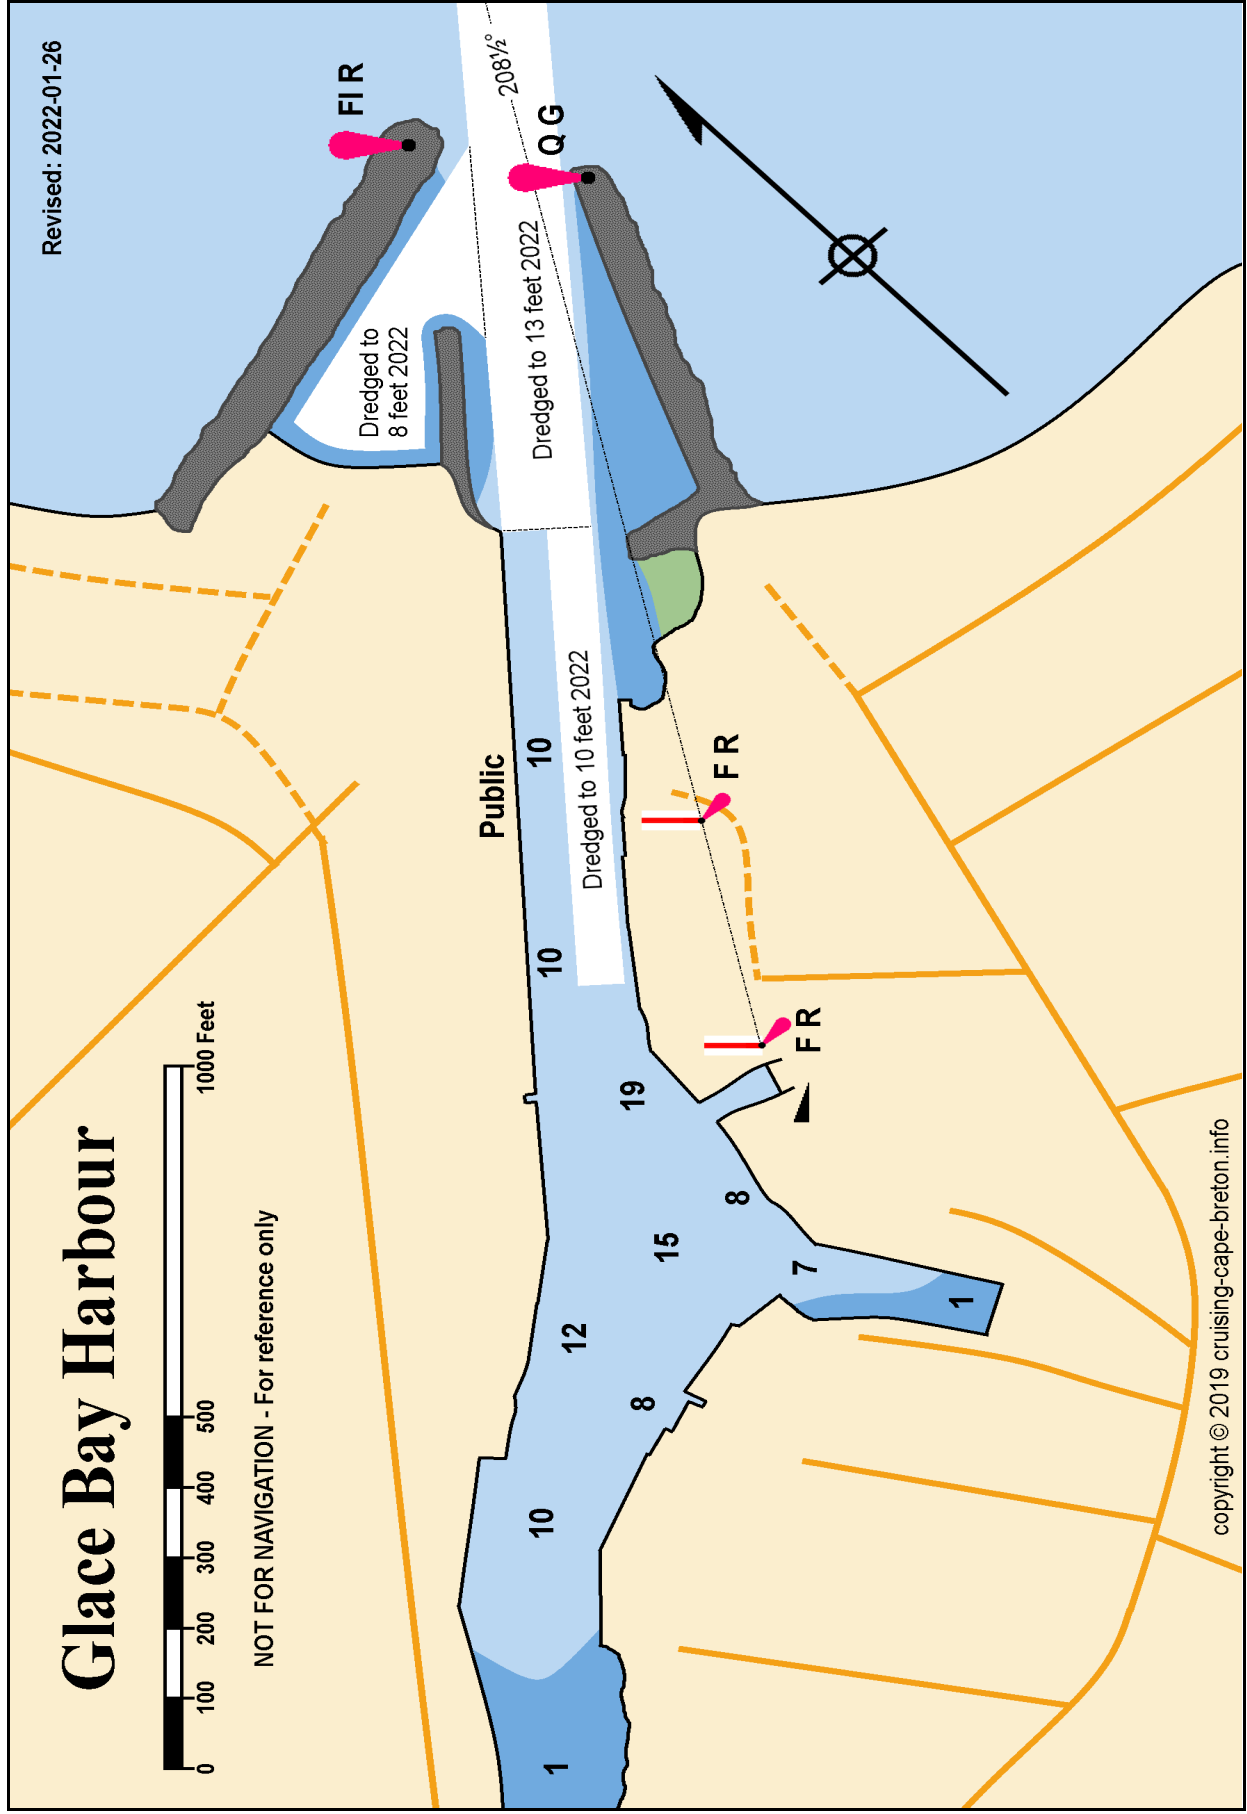 Glace Bay Harbour
0 100 200 300 400 500 1000 Feet
NOT FOR NAVIGATION - For reference only
Revised: 2022-01-26
Fl R
Q G
208½°
Dredged to
8 feet 2022
Dredged to 13 feet 2022
Public
Dredged to 10 feet 2022
10
10
19
F R
F R
8
15
7
1
12
8
10
1
copyright © 2019 cruising-cape-breton.info